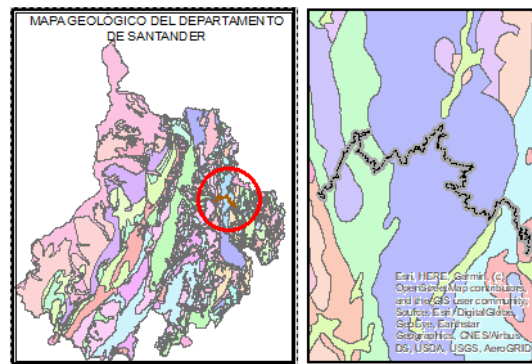 MAPA GEOLOGICO DEL DEPARTAMENTO
DE SANTANDER
Esri, HERE, Garmin, (c)
OpenStreetMap contributors,
and the GIS user community,
Source: Esri, DigitalGlobe,
GeoEye, Earthstar
Geographics, CNES/Airbus
DS, USDA, USGS, AeroGRID,